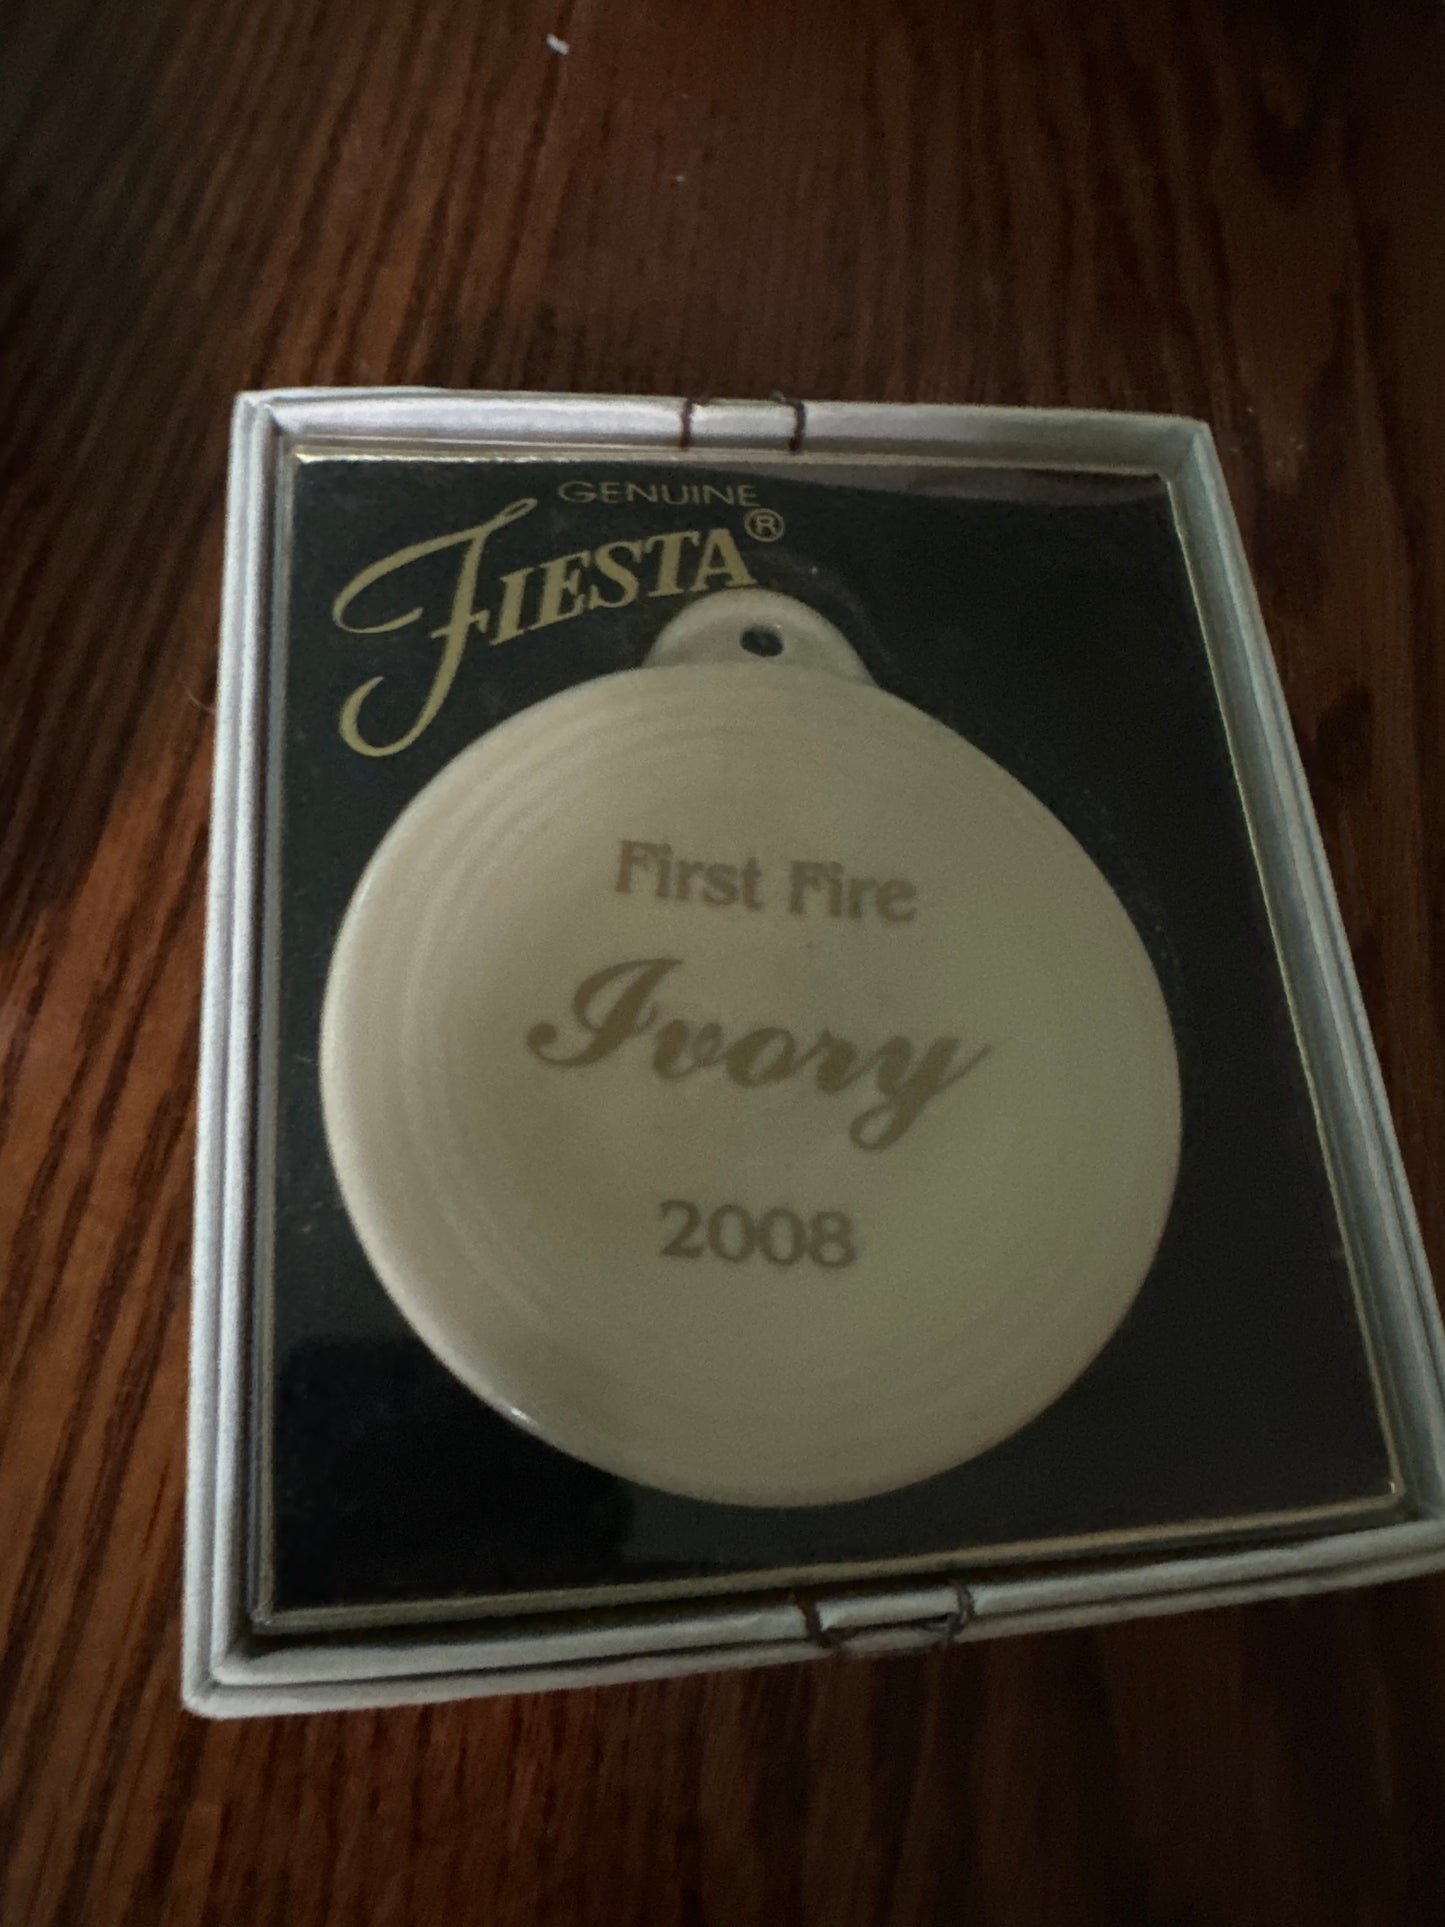 GENUINE
FIESTA®
First Fire
Ivory
2008